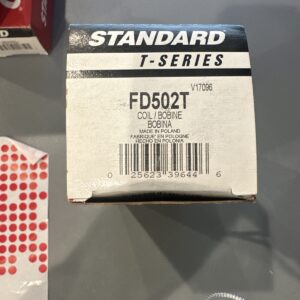 STANDARD
T-SERIES
V17096
FD502T
COIL / BOBINE
BOBINA
MADE IN POLAND
FABRIQUE' EN POLOGNE
HECHO EN POLONIA
0 25623 39644 6